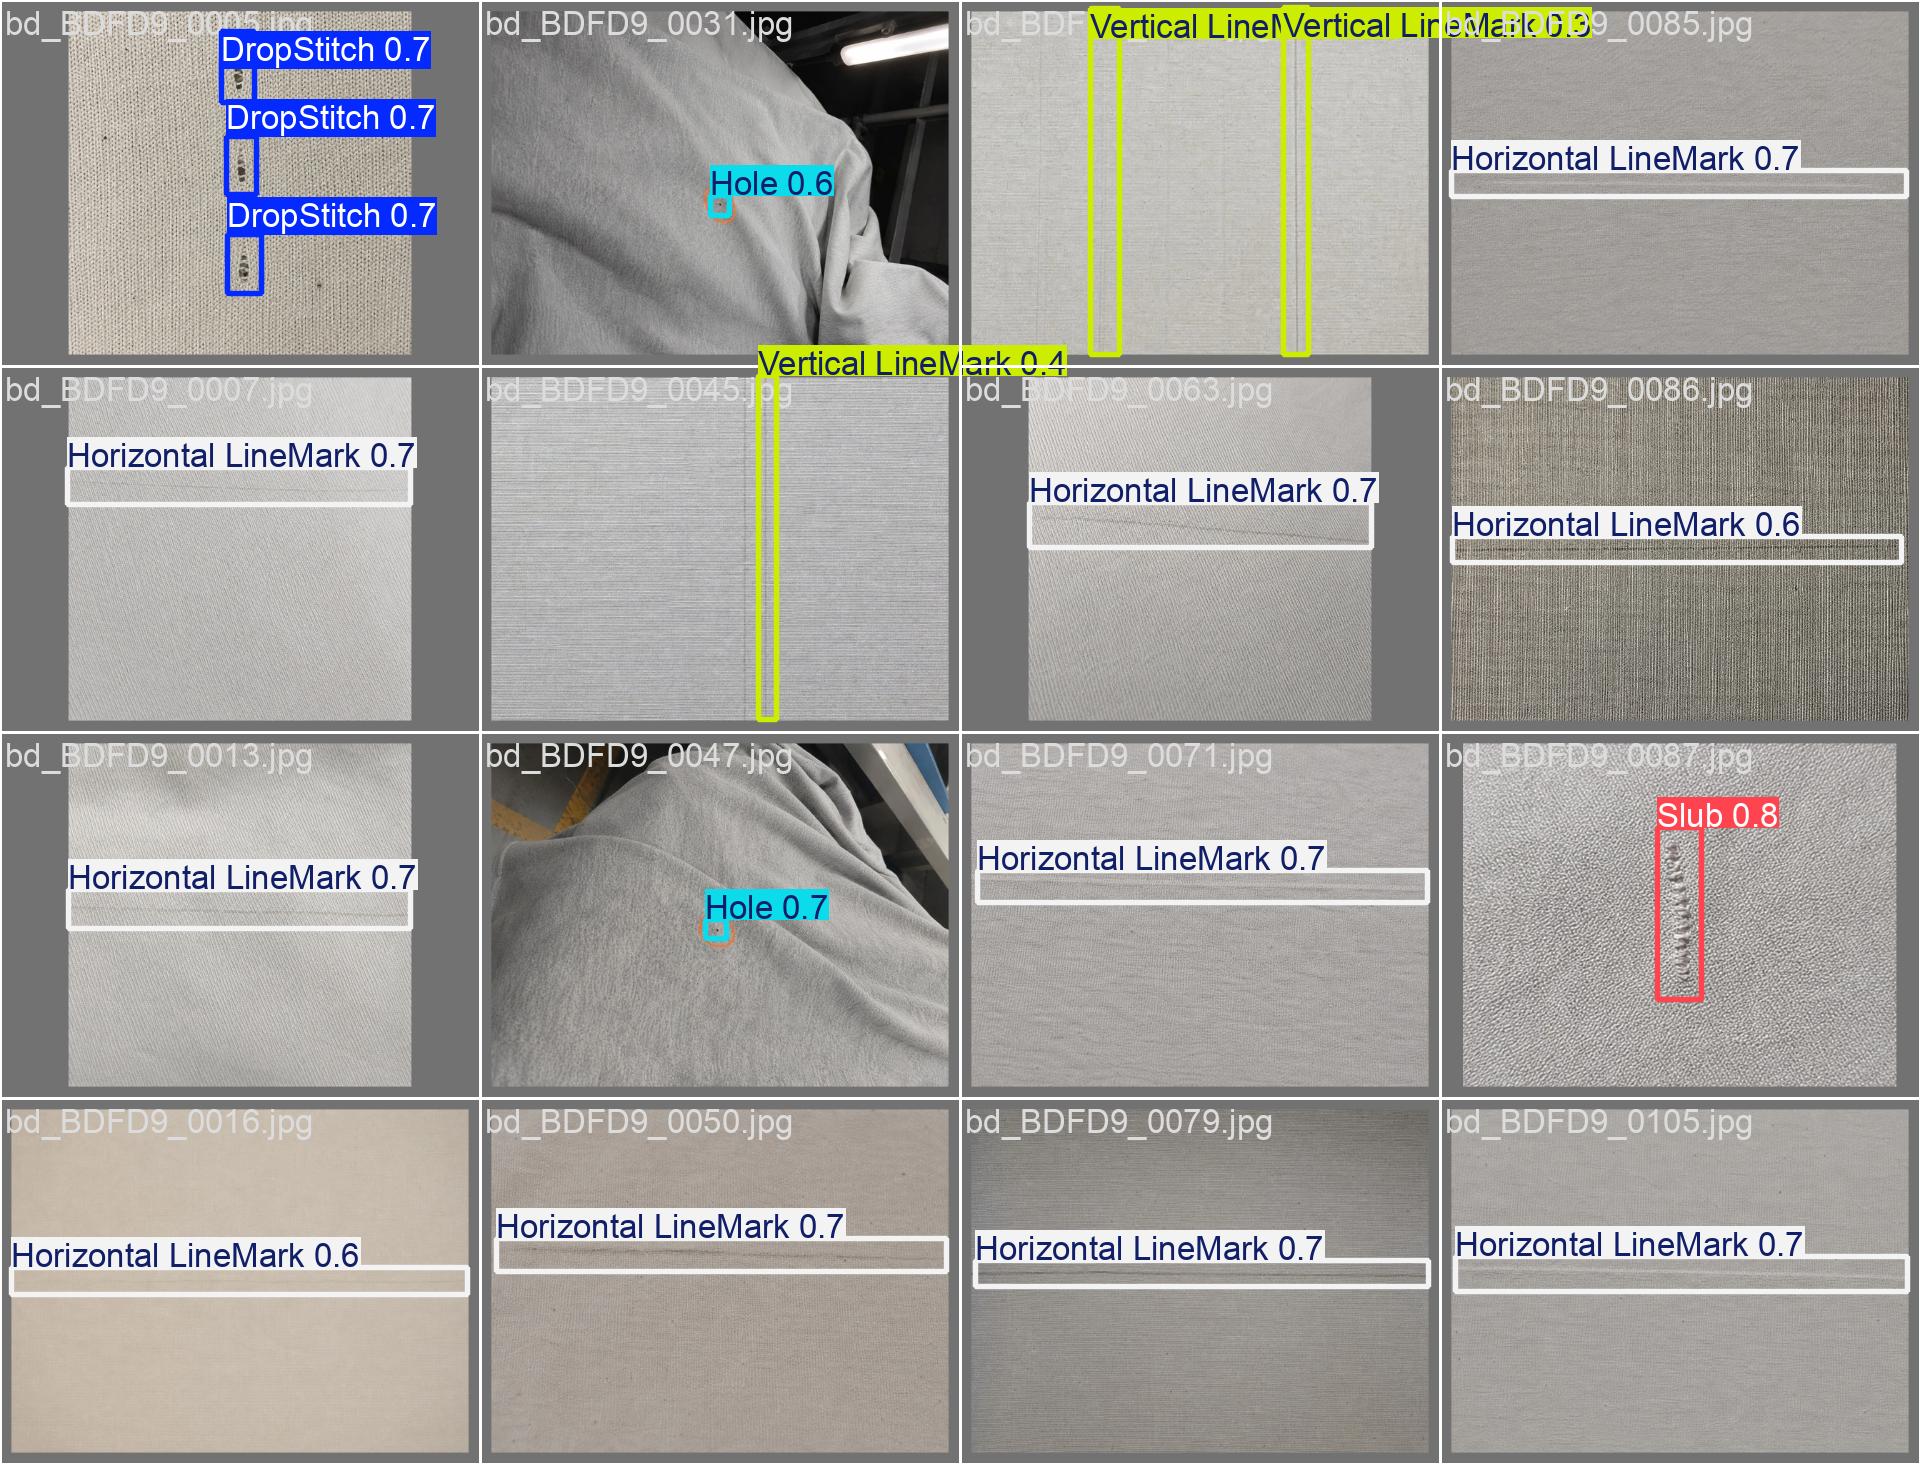 bd_BDFD9_0005.jpg
DropStitch 0.7
DropStitch 0.7
DropStitch 0.7
bd_BDFD9_0031.jpg
Hole 0.6
Vertical LineMark 0.3
bd_BDFD9_0085.jpg
Horizontal LineMark 0.7
bd_BDFD9_0007.jpg
Horizontal LineMark 0.7
bd_BDFD9_0045.jpg
Vertical LineMark 0.4
bd_BDFD9_0063.jpg
Horizontal LineMark 0.7
bd_BDFD9_0086.jpg
Horizontal LineMark 0.6
bd_BDFD9_0013.jpg
Horizontal LineMark 0.7
bd_BDFD9_0047.jpg
Hole 0.7
bd_BDFD9_0071.jpg
Horizontal LineMark 0.7
bd_BDFD9_0087.jpg
Slub 0.8
bd_BDFD9_0016.jpg
Horizontal LineMark 0.6
bd_BDFD9_0050.jpg
Horizontal LineMark 0.7
bd_BDFD9_0079.jpg
Horizontal LineMark 0.7
bd_BDFD9_0105.jpg
Horizontal LineMark 0.7